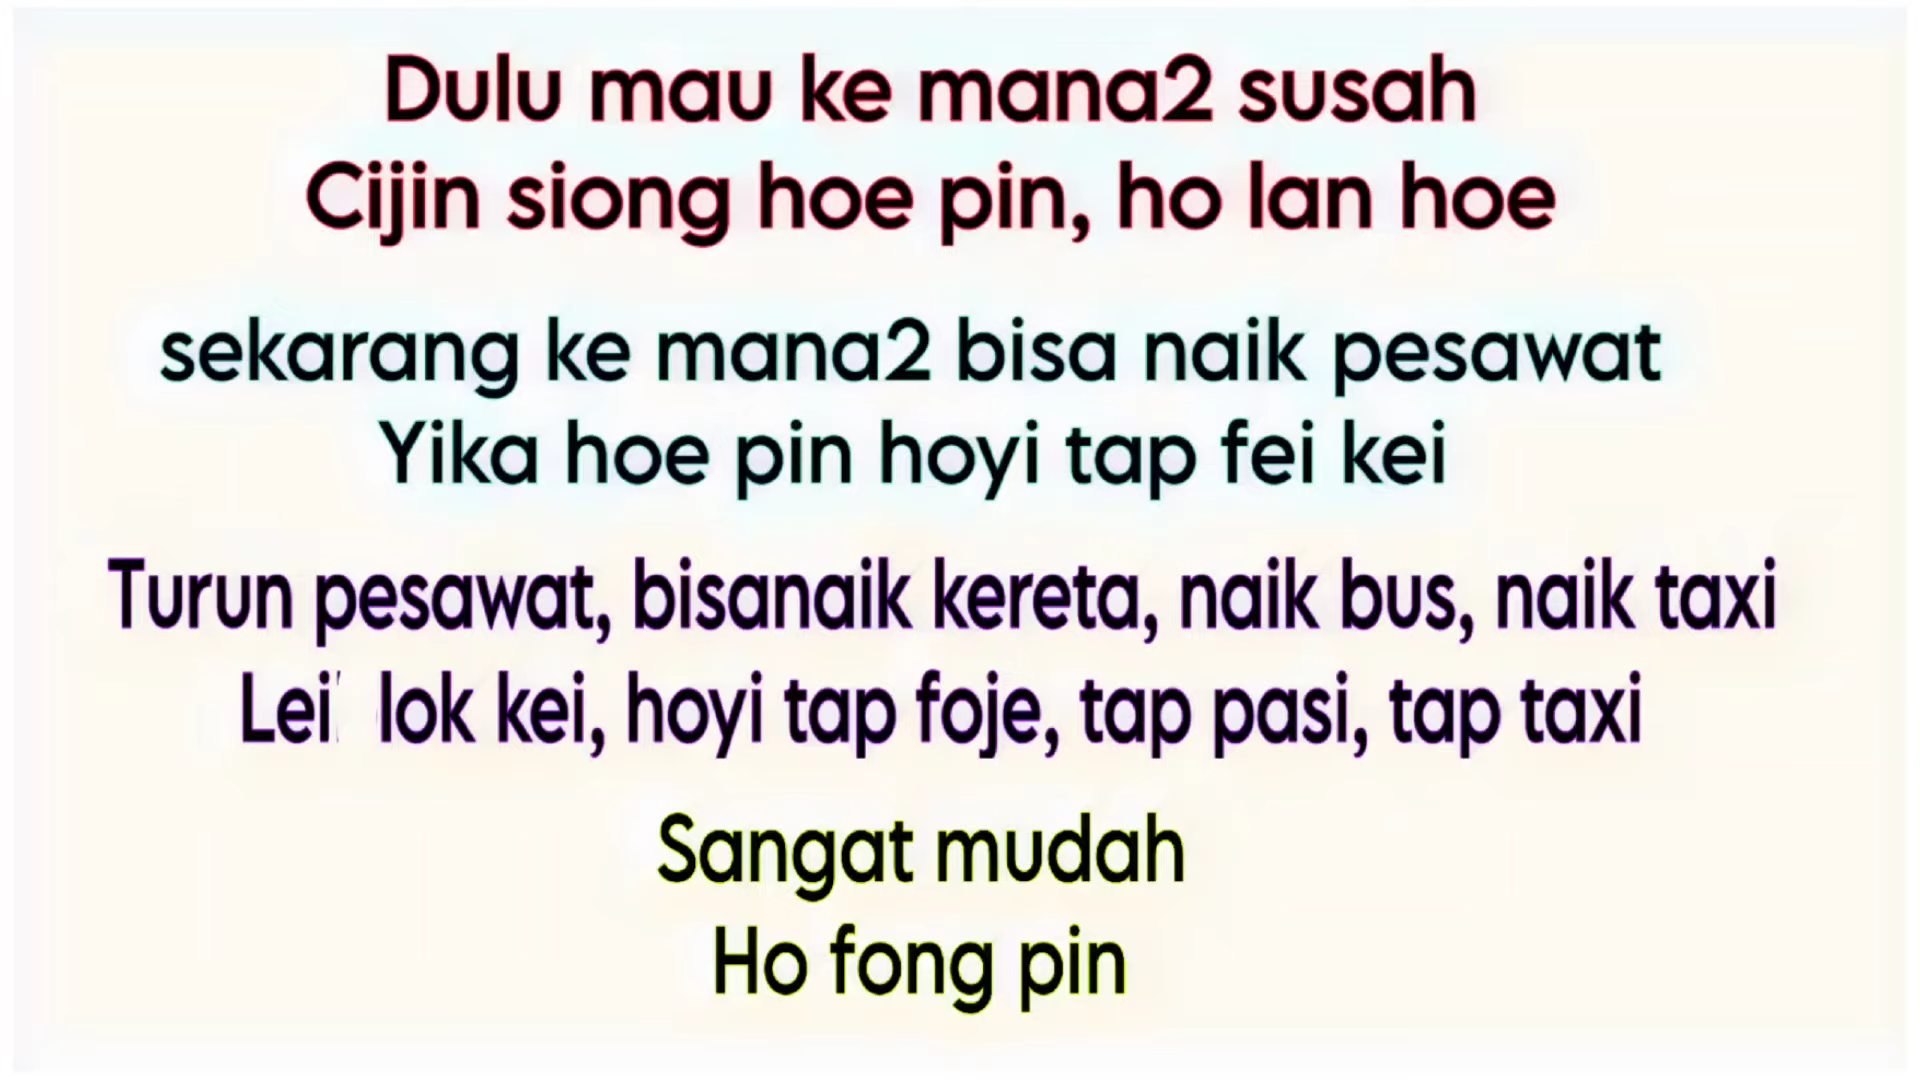 Dulu mau ke mana2 susah
Cijin siong hoe pin, ho lan hoe
sekarang ke mana2 bisa naik pesawat
Yika hoe pin hoyi tap fei kei
Turun pesawat, bisanaik kereta, naik bus, naik taxi
Lei lok kei, hoyi tap foje, tap pasi, tap taxi
Sangat mudah
Ho fong pin